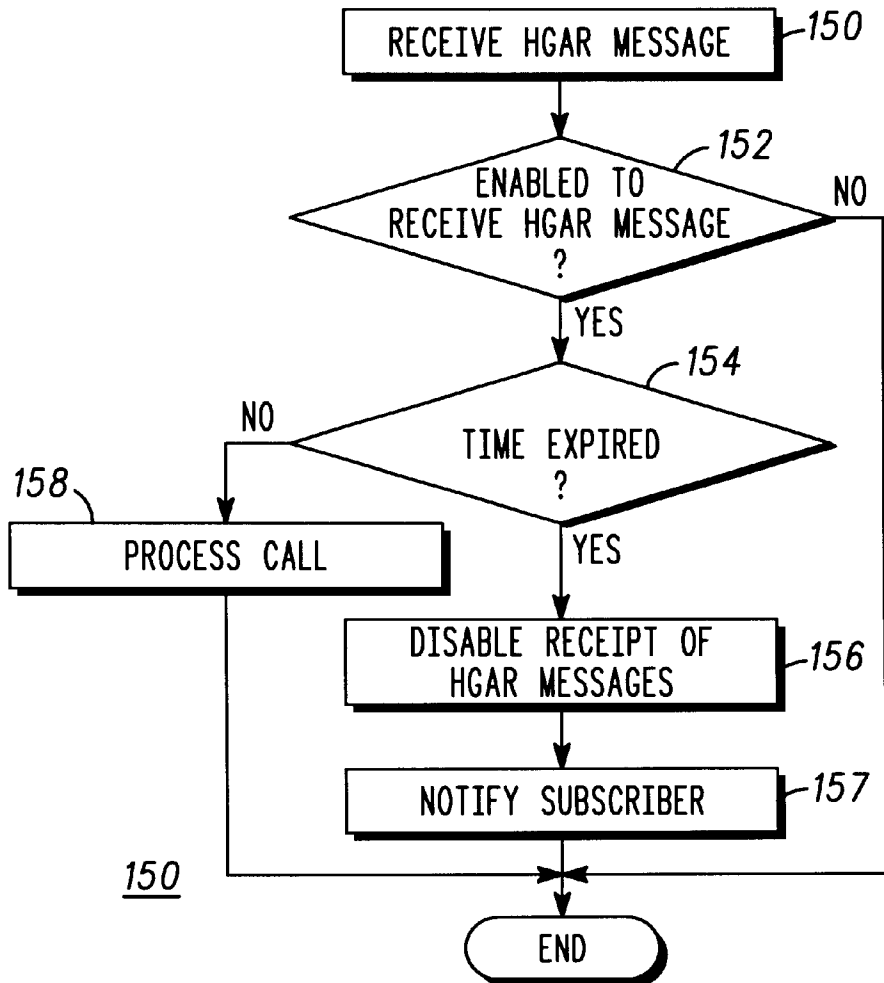 RECEIVE HGAR MESSAGE
150
152
ENABLED TO
RECEIVE HGAR MESSAGE
?
NO
YES
154
NO
TIME EXPIRED
?
158
PROCESS CALL
YES
DISABLE RECEIPT OF
HGAR MESSAGES
156
NOTIFY SUBSCRIBER
157
150
END